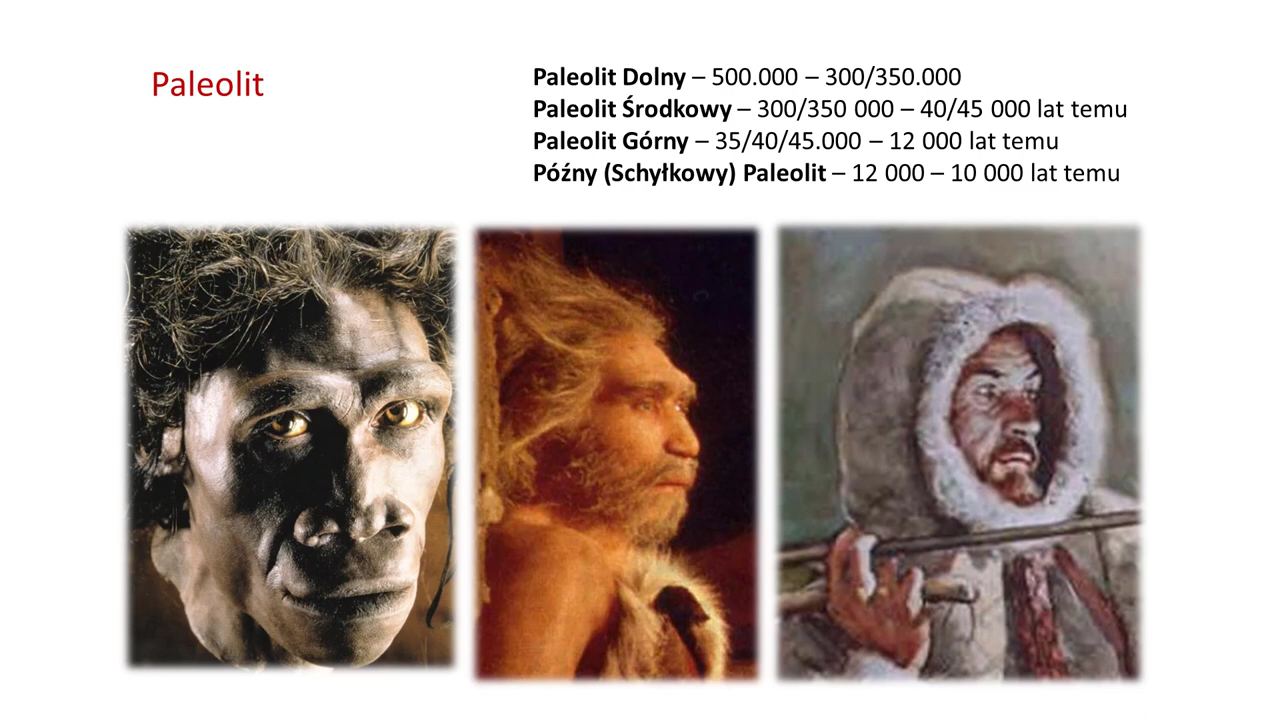 Paleolit
Paleolit Dolny – 500.000 – 300/350.000
Paleolit Środkowy – 300/350 000 – 40/45 000 lat temu
Paleolit Górny – 35/40/45.000 – 12 000 lat temu
Późny (Schyłkowy) Paleolit – 12 000 – 10 000 lat temu